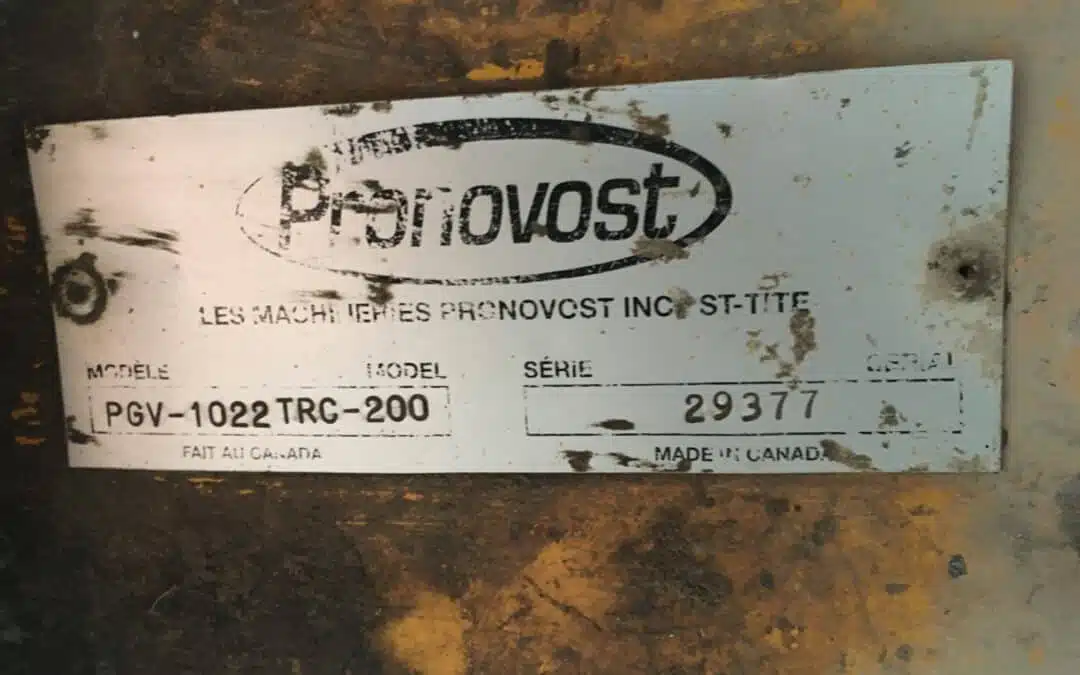 Pronovost
LES MACHINERIES PRONOVOST INC. ST-TITE
MODÈLE MODEL SÉRIE SERIAL
PGV-1022 TRC-200 29377
FAIT AU CANADA MADE IN CANADA